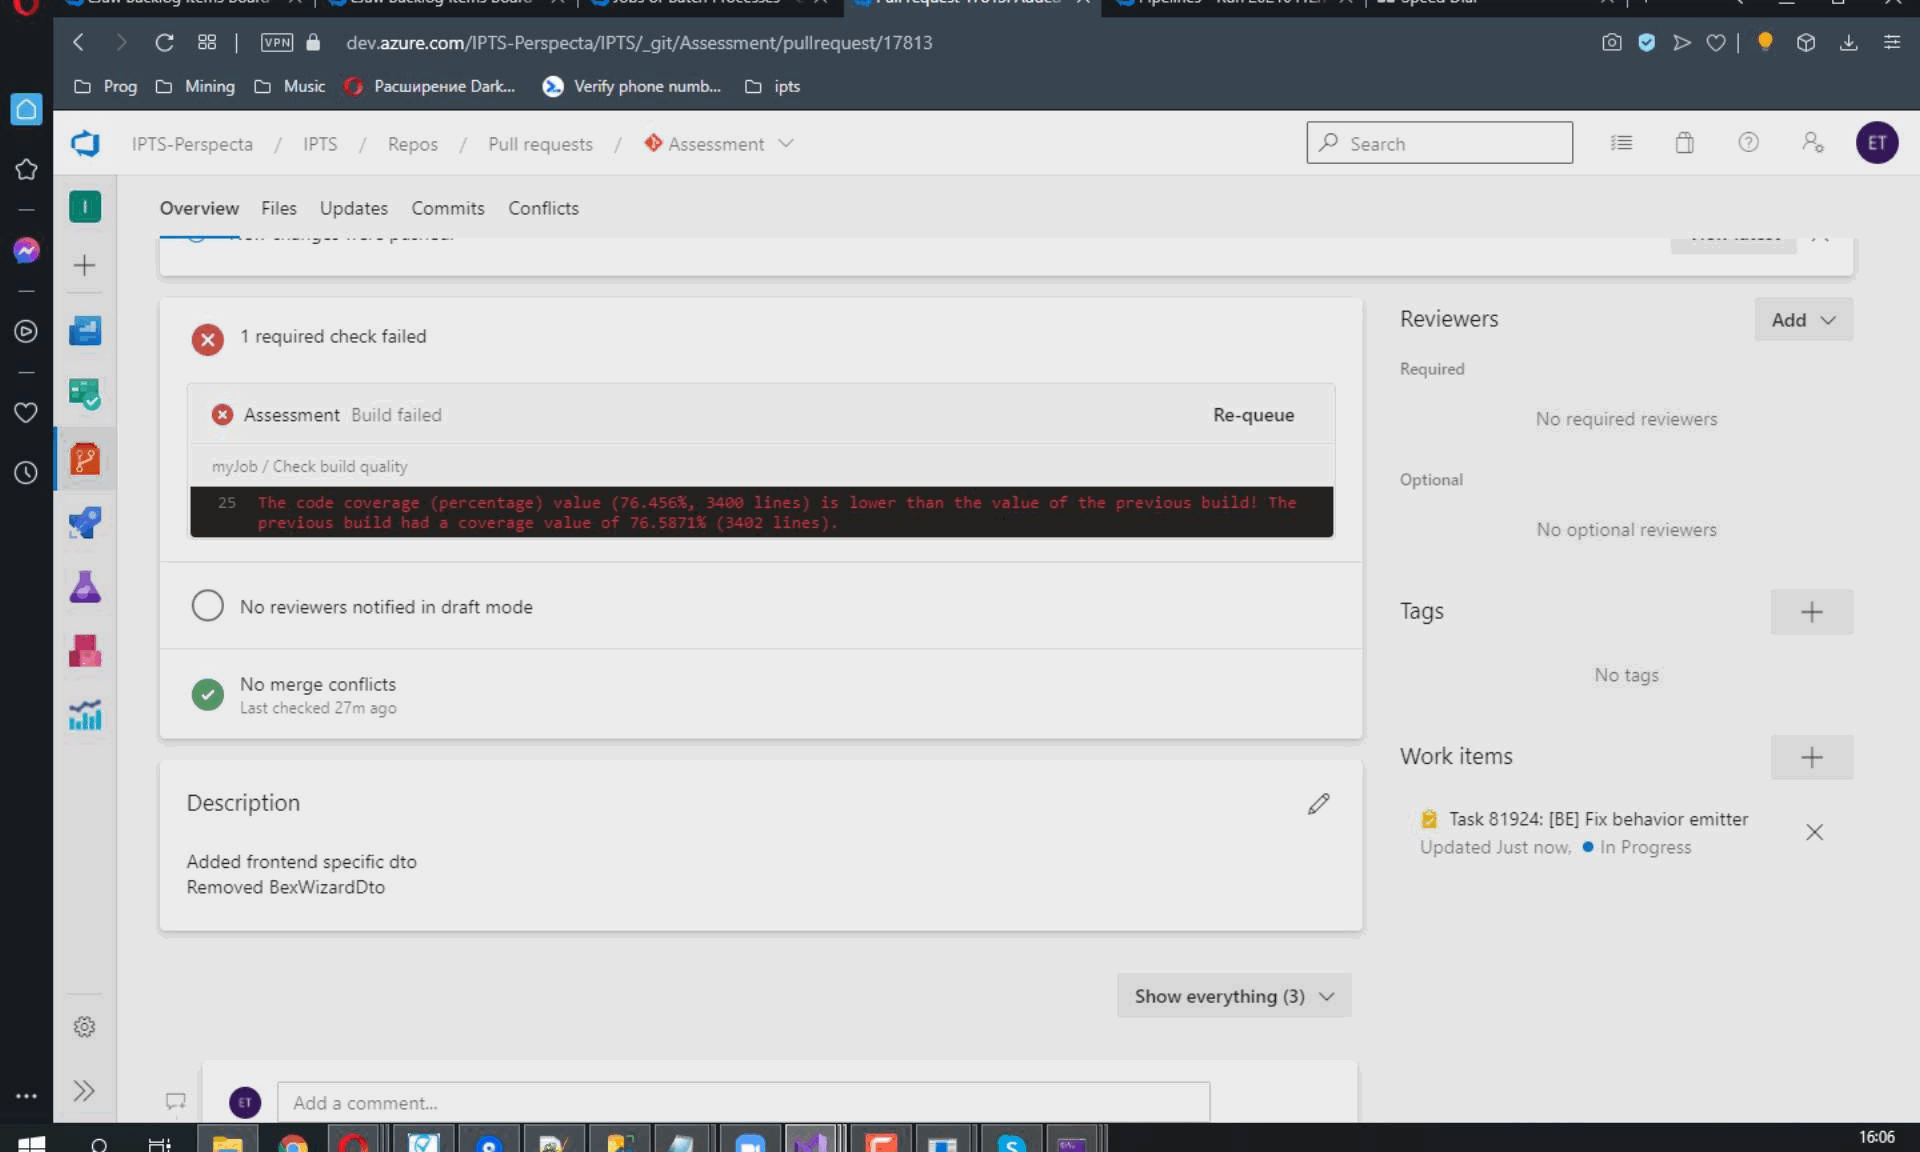 dev.azure.com/IPTS-Perspecta/IPTS/_git/Assessment/pullrequest/17813
VPN
Prog
Mining
Music
Расширение Dark...
Verify phone numb...
ipts
IPTS-Perspecta / IPTS / Repos / Pull requests / Assessment
Search
ET
I
Overview Files Updates Commits Conflicts
1 required check failed
Assessment Build failed
Re-queue
myJob / Check build quality
25 The code coverage (percentage) value (76.456%, 3400 lines) is lower than the value of the previous build! The
previous build had a coverage value of 76.5871% (3402 lines).
No reviewers notified in draft mode
No merge conflicts
Last checked 27m ago
Description
Added frontend specific dto
Removed BexWizardDto
Show everything (3)
ET
Add a comment...
Reviewers
Add
Required
No required reviewers
Optional
No optional reviewers
Tags
No tags
Work items
Task 81924: [BE] Fix behavior emitter
Updated Just now, In Progress
16:06